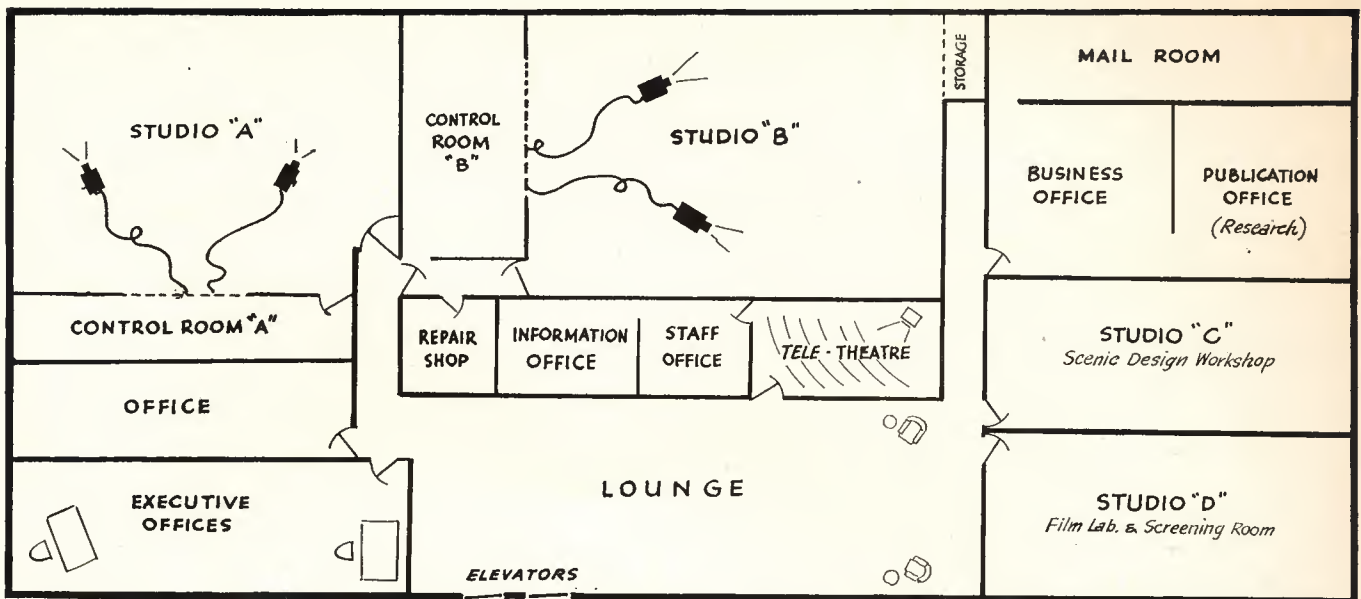 STUDIO "A"
CONTROL
ROOM
"B"
STUDIO "B"
STORAGE
MAIL ROOM
BUSINESS
OFFICE
PUBLICATION
OFFICE
(Research)
CONTROL ROOM "A"
REPAIR
SHOP
INFORMATION
OFFICE
STAFF
OFFICE
TELE-THEATRE
STUDIO "C"
Scenic Design Workshop
OFFICE
LOUNGE
EXECUTIVE
OFFICES
STUDIO "D"
Film Lab. & Screening Room
ELEVATORS